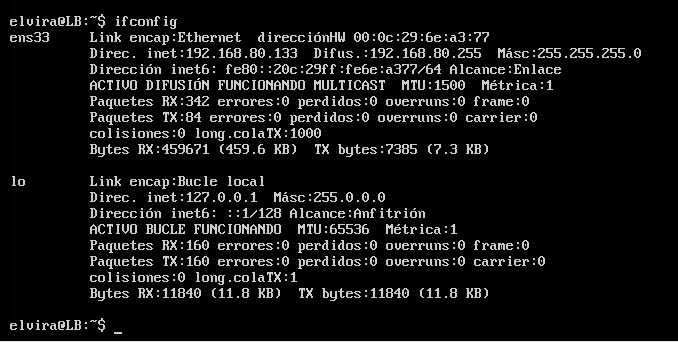 elvira@LB:~$ ifconfig
ens33     Link encap:Ethernet  direcciónHW 00:0c:29:6e:a3:77
          Direc. inet:192.168.80.133  Difus.:192.168.80.255  Másc:255.255.255.0
          Dirección inet6: fe80::20c:29ff:fe6e:a377/64 Alcance:Enlace
          ACTIVO DIFUSIÓN FUNCIONANDO MULTICAST  MTU:1500  Métrica:1
          Paquetes RX:342 errores:0 perdidos:0 overruns:0 frame:0
          Paquetes TX:84 errores:0 perdidos:0 overruns:0 carrier:0
          colisiones:0 long.colaTX:1000
          Bytes RX:459671 (459.6 KB)  TX bytes:7385 (7.3 KB)
lo        Link encap:Bucle local
          Direc. inet:127.0.0.1  Másc:255.0.0.0
          Dirección inet6: ::1/128 Alcance:Anfitrión
          ACTIVO BUCLE FUNCIONANDO  MTU:65536  Métrica:1
          Paquetes RX:160 errores:0 perdidos:0 overruns:0 frame:0
          Paquetes TX:160 errores:0 perdidos:0 overruns:0 carrier:0
          colisiones:0 long.colaTX:1
          Bytes RX:11840 (11.8 KB)  TX bytes:11840 (11.8 KB)
elvira@LB:~$ _